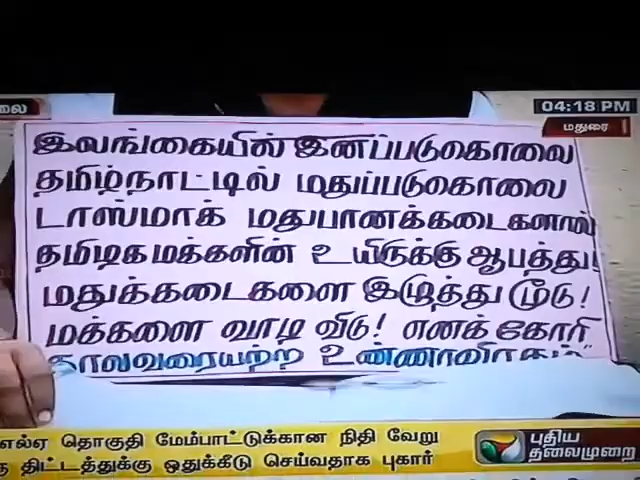 லை
04:18 PM
மதுரை
இலங்கையில் இனப்படுகொலை
தமிழ்நாட்டில் மதுப்படுகொலை
டாஸ்மாக் மதுபானக்கடைகளால்
தமிழக மக்களின் உயிருக்கு ஆபத்து!
மதுக்கடைகளை இழுத்து மூடு!
மக்களை வாழ விடு! எனக் கோரி
காலவரையற்ற உண்ணாவிரதம்"
எல்ஏ தொகுதி மேம்பாட்டுக்கான நிதி வேறு
திட்டத்துக்கு ஒதுக்கீடு செய்வதாக புகார்
புதிய
தலைமுறை